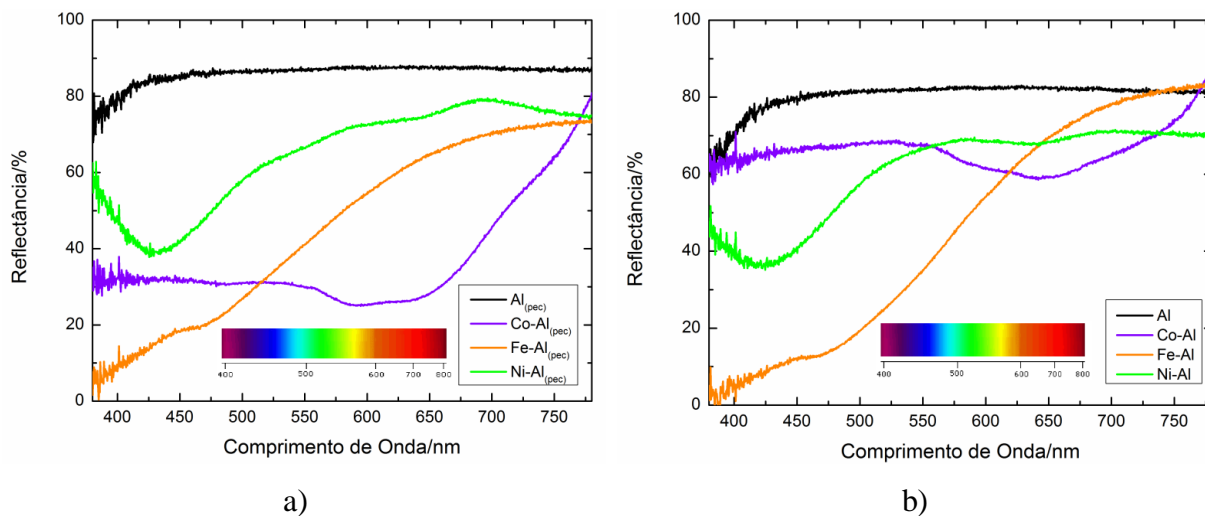 100
80
60
40
20
0
Reflectância/%
Al(pec)
Co-Al(pec)
Fe-Al(pec)
Ni-Al(pec)
400 500 600 700 800
400 450 500 550 600 650 700 750
Comprimento de Onda/nm
a)
100
80
60
40
20
0
Reflectância/%
Al
Co-Al
Fe-Al
Ni-Al
400 500 600 700 800
400 450 500 550 600 650 700 750
Comprimento de Onda/nm
b)